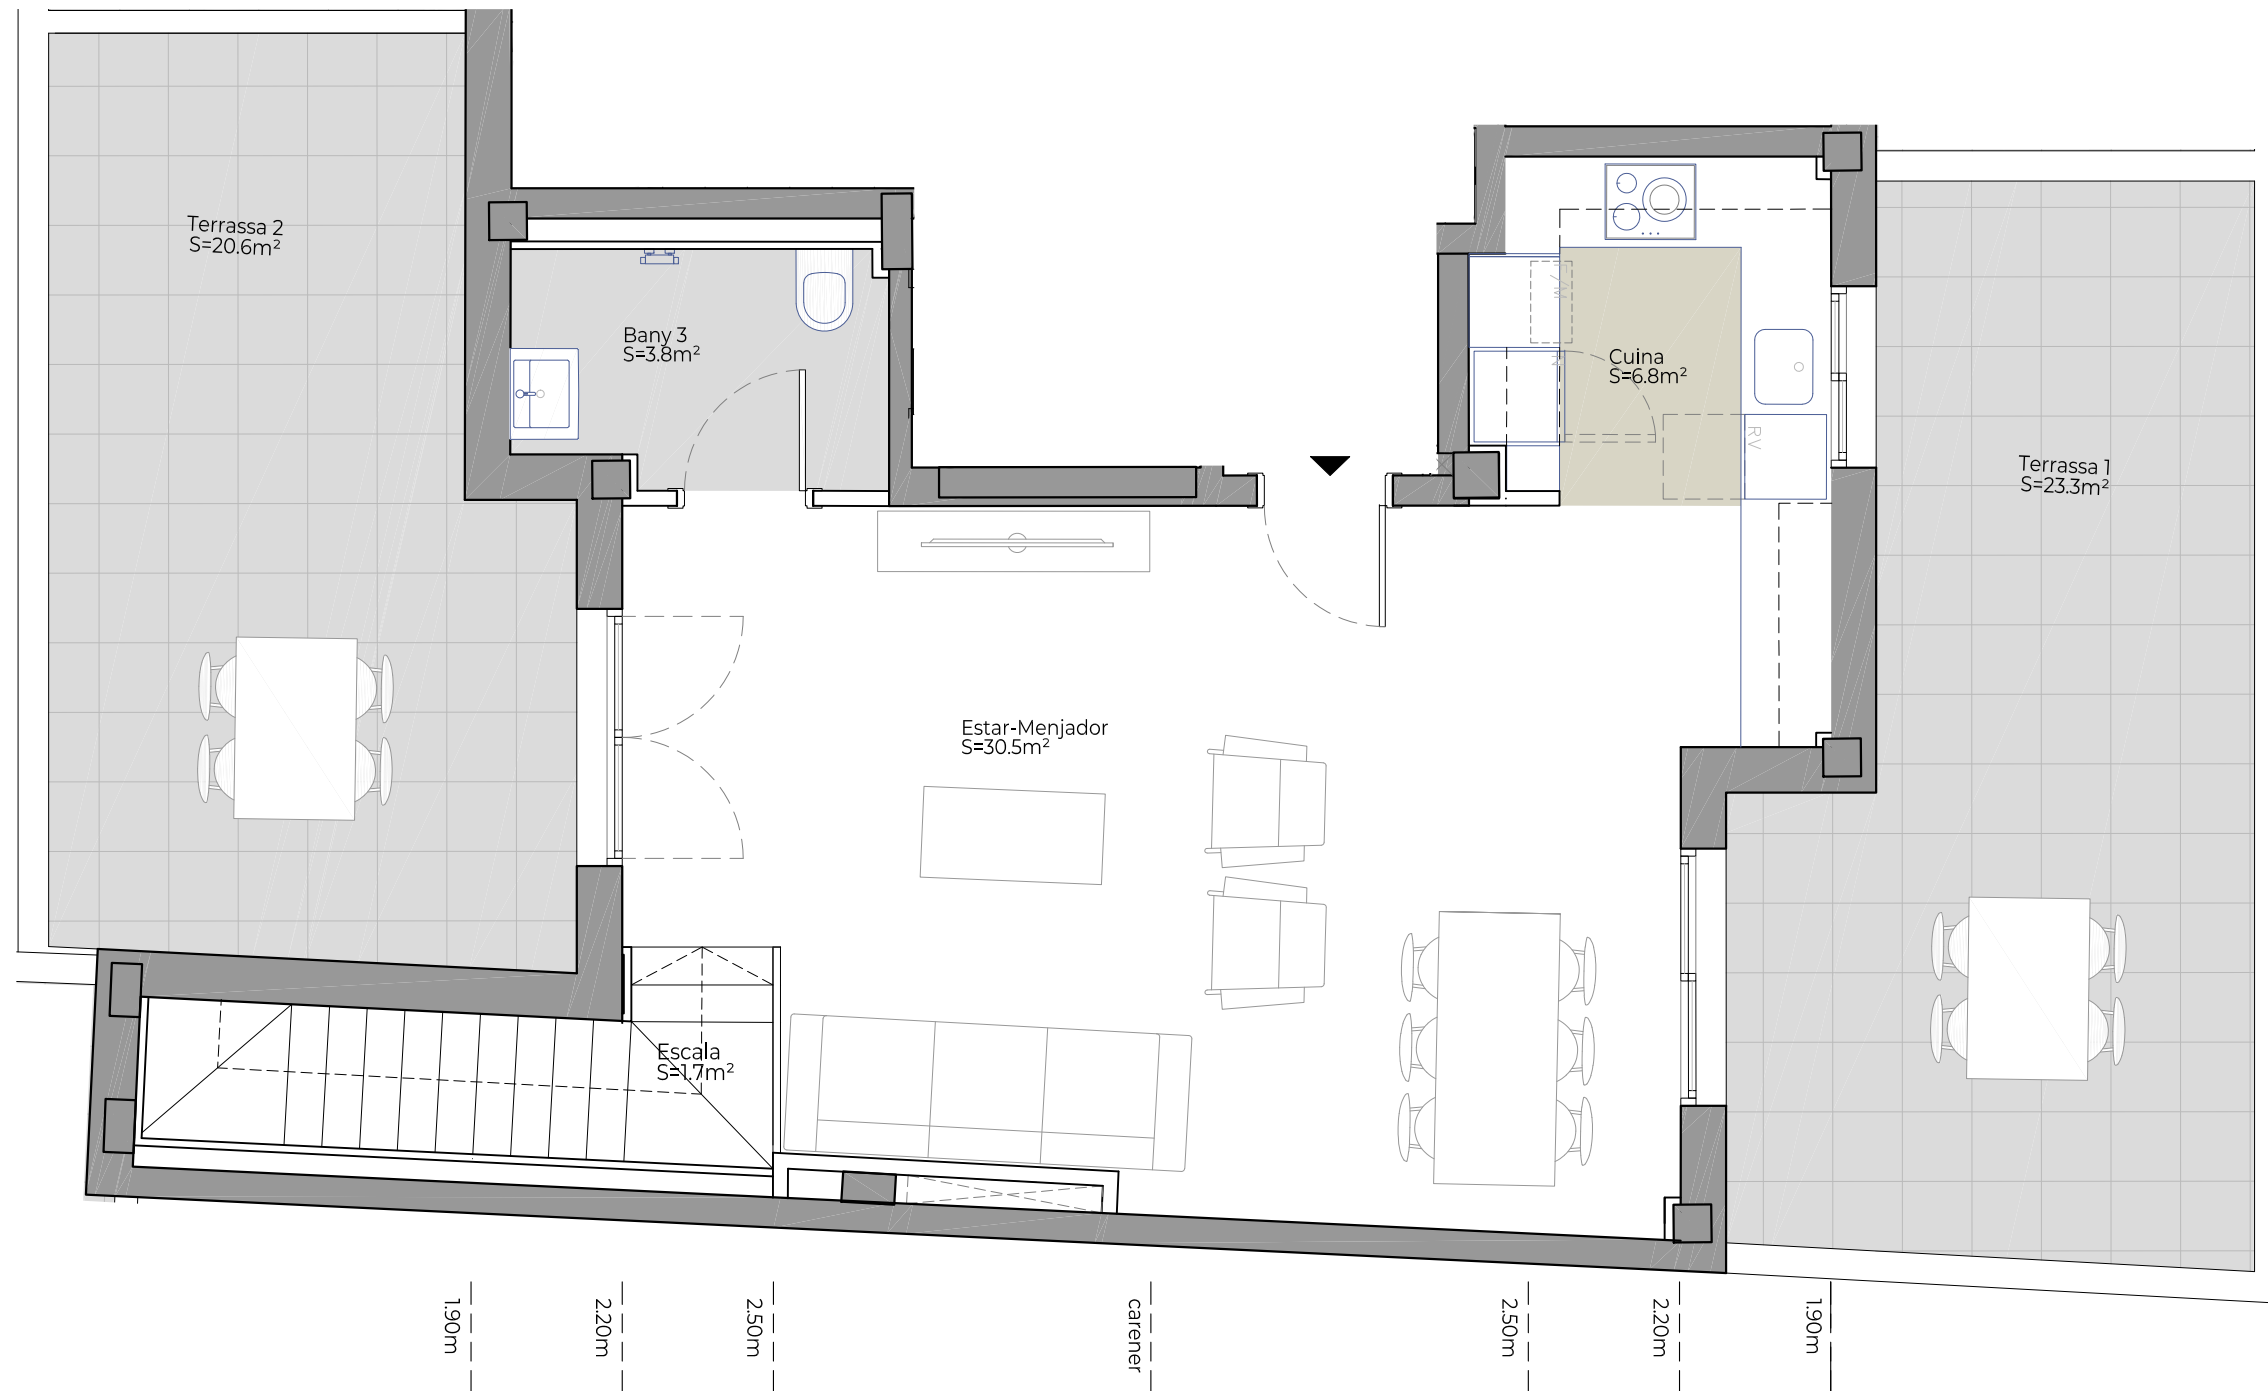 Terrassa 2
S=20.6m²
Bany 3
S=3.8m²
Cuina
S=6.8m²
RV
Terrassa 1
S=23.3m²
Estar-Menjador
S=30.5m²
Escala
S=1.7m²
1.90m
2.20m
2.50m
carener
2.50m
2.20m
1.90m